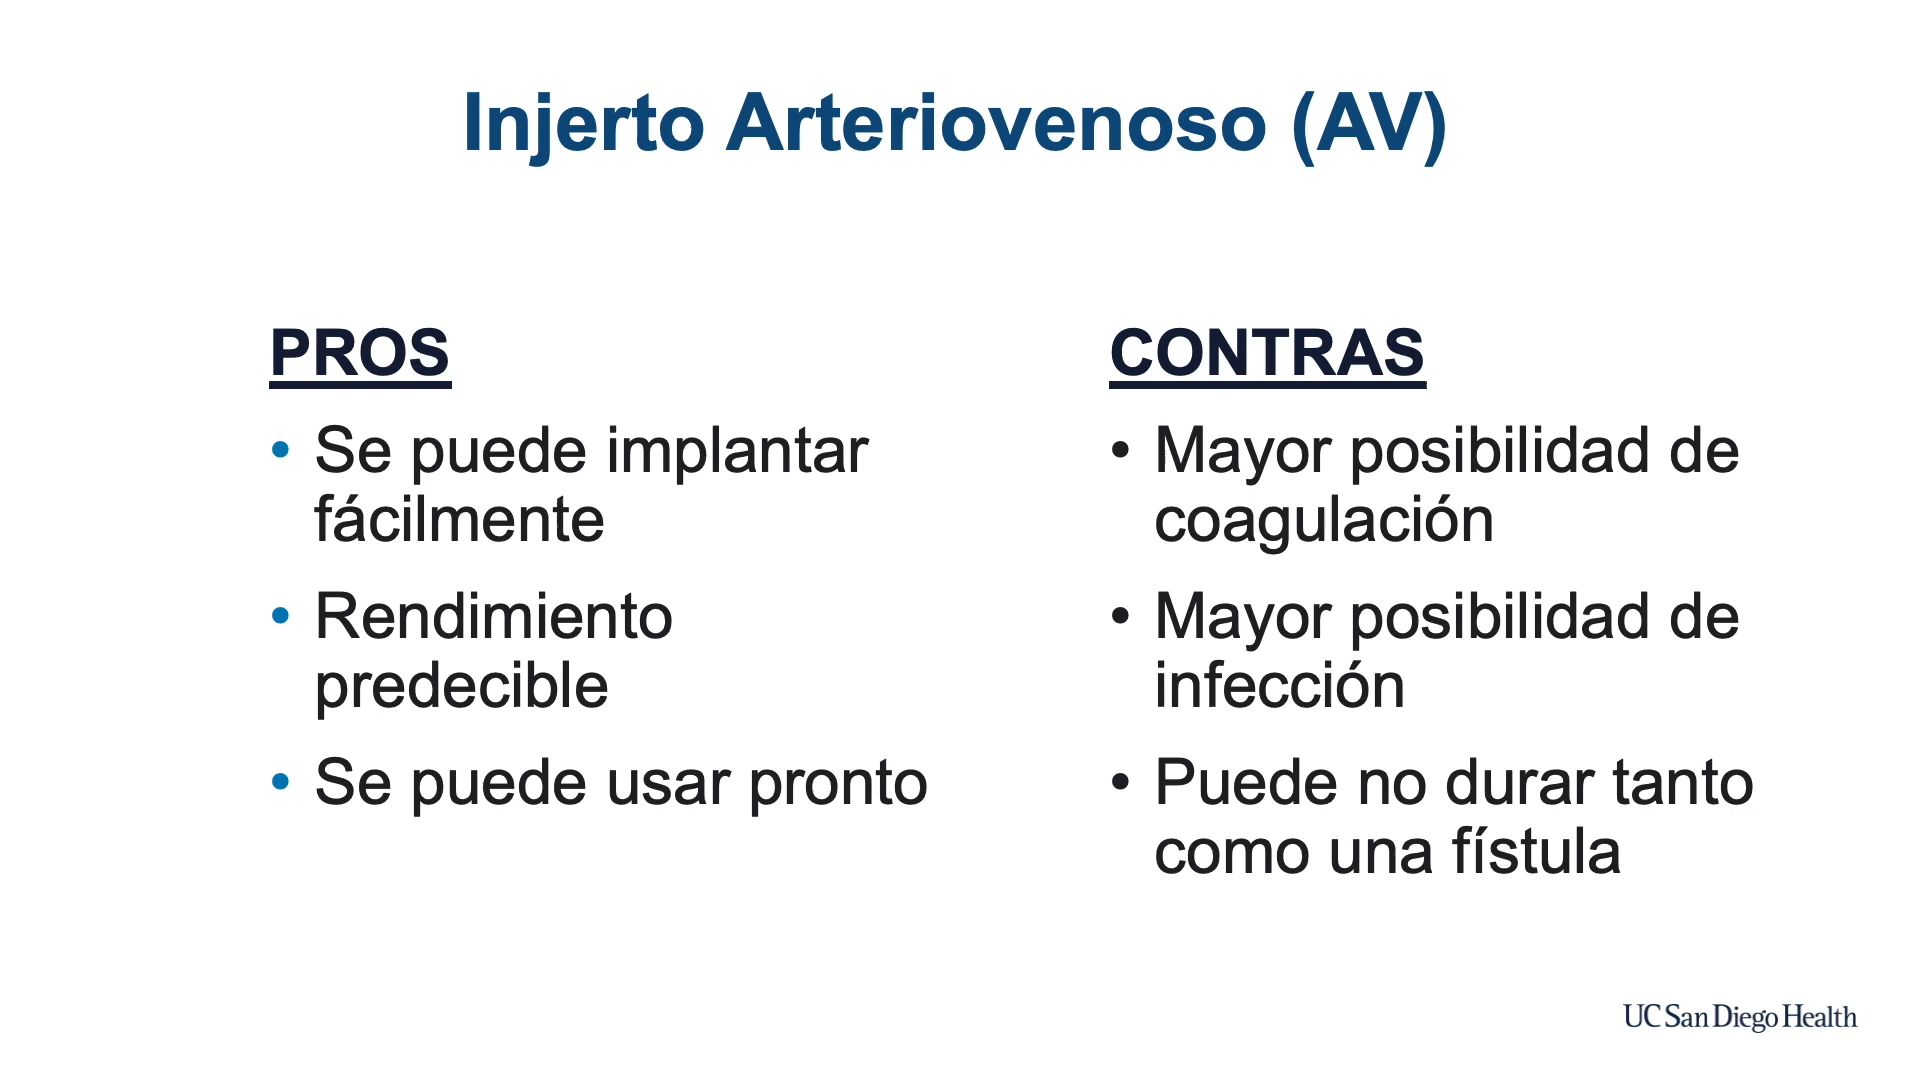 Injerto Arteriovenoso (AV)
PROS
• Se puede implantar
fácilmente
• Rendimiento
predecible
• Se puede usar pronto
CONTRAS
• Mayor posibilidad de
coagulación
• Mayor posibilidad de
infección
• Puede no durar tanto
como una fístula
UC San Diego Health